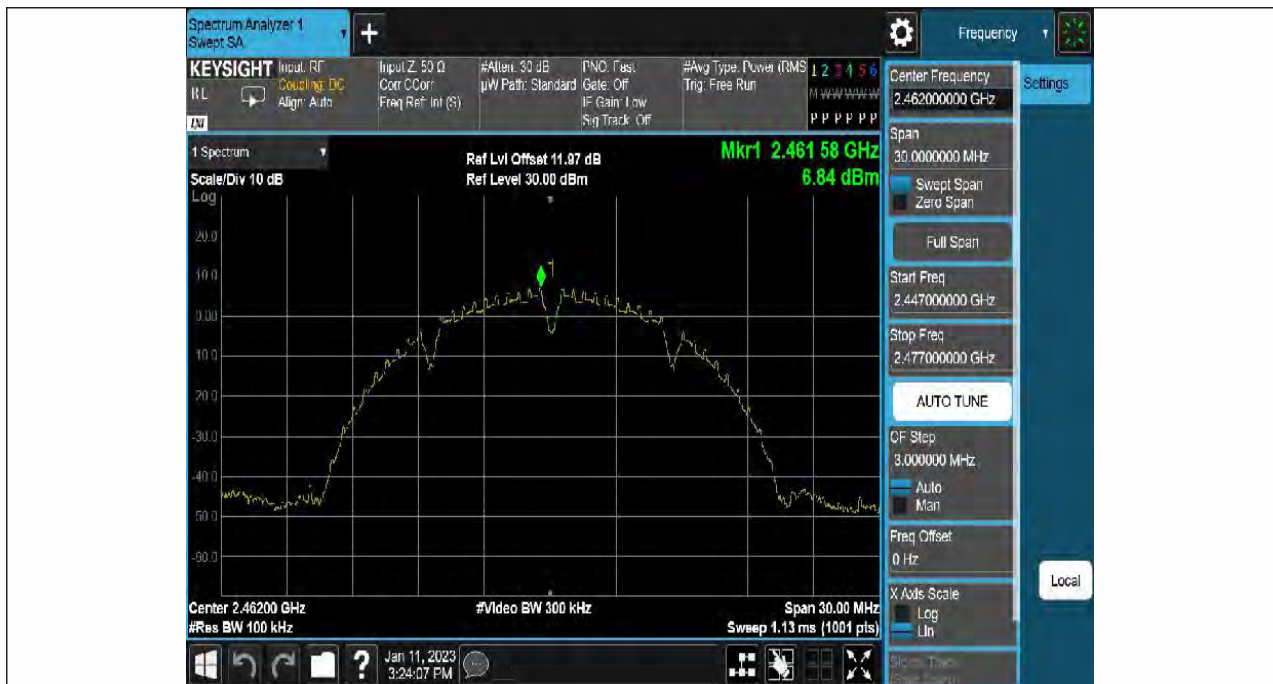 Spectrum Analyzer 1
Swept SA
+
Frequency
KEYSIGHT
RL
LXI
Input: RF
Coupling: DC
Align: Auto
Input Z: 50 Ω
Corr CCorr
Freq Ref: Int (S)
#Atten: 30 dB
µW Path: Standard
PNO: Fast
Gate: Off
IF Gain: Low
Sig Track: Off
#Avg Type: Power (RMS
Trig: Free Run
1 2 3 4 5 6
M W W W W W
P P P P P P
1 Spectrum
Scale/Div 10 dB
Log
Ref Lvl Offset 11.97 dB
Ref Level 30.00 dBm
Mkr1 2.461 58 GHz
6.84 dBm
20.0
10.0
0.00
-10.0
-20.0
-30.0
-40.0
-50.0
-60.0
1
Center 2.46200 GHz
#Res BW 100 kHz
#Video BW 300 kHz
Span 30.00 MHz
Sweep 1.13 ms (1001 pts)
Center Frequency
2.462000000 GHz
Settings
Span
30.0000000 MHz
Swept Span
Zero Span
Full Span
Start Freq
2.447000000 GHz
Stop Freq
2.477000000 GHz
AUTO TUNE
CF Step
3.000000 MHz
Auto
Man
Freq Offset
0 Hz
X Axis Scale
Log
Lin
Local
?
Jan 11, 2023
3:24:07 PM